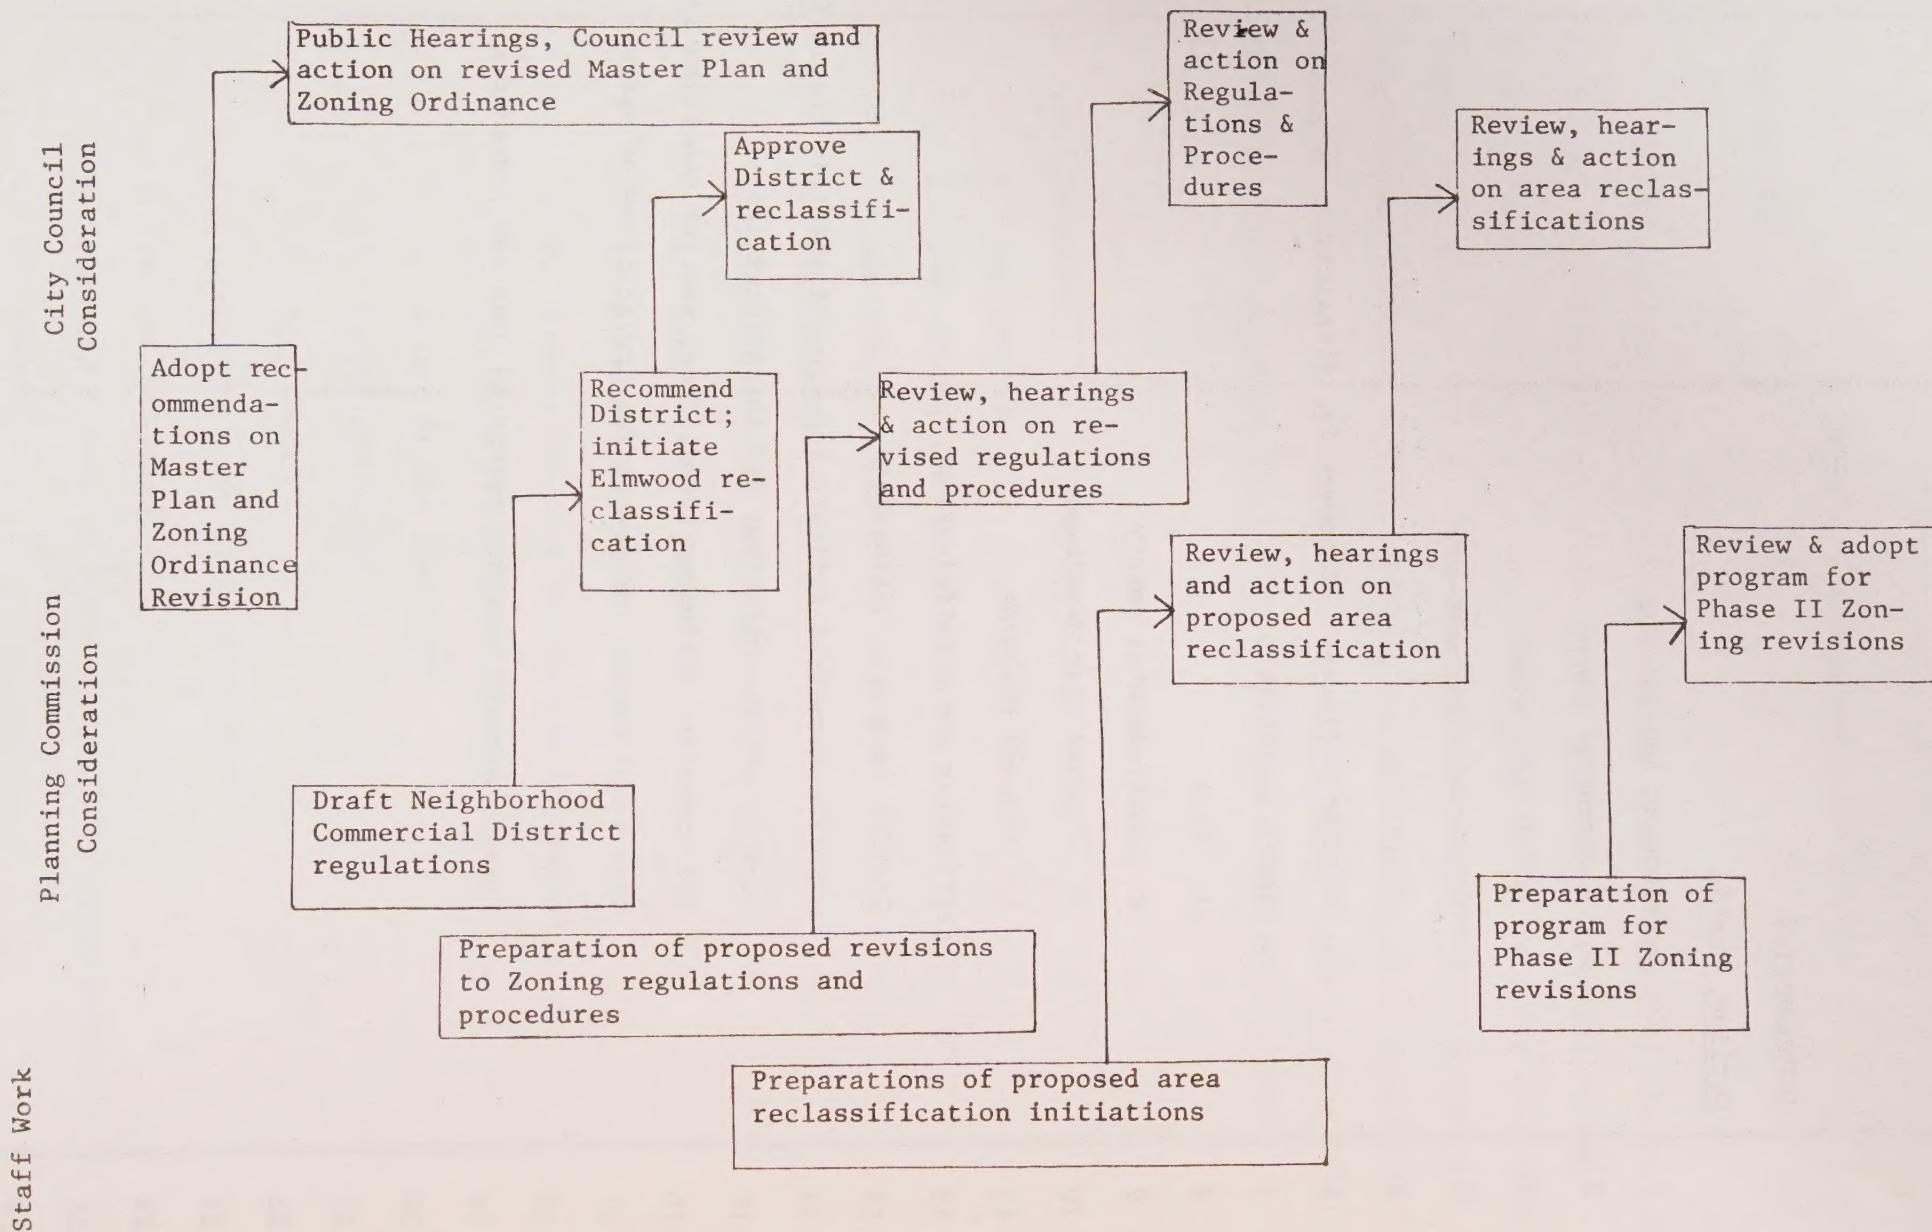 City Council
Consideration
Public Hearings, Council review and
action on revised Master Plan and
Zoning Ordinance
Approve
District &
reclassifi-
cation
Review &
action on
Regula-
tions &
Proce-
dures
Review, hear-
ings & action
on area reclas-
sifications
Planning Commission
Consideration
Adopt rec-
ommenda-
tions on
Master
Plan and
Zoning
Ordinance
Revision
Recommend
District;
initiate
Elmwood re-
classifi-
cation
Review, hearings
& action on re-
vised regulations
and procedures
Review, hearings
and action on
proposed area
reclassification
Review & adopt
program for
Phase II Zon-
ing revisions
Staff Work
Draft Neighborhood
Commercial District
regulations
Preparation of proposed revisions
to Zoning regulations and
procedures
Preparations of proposed area
reclassification initiations
Preparation of
program for
Phase II Zoning
revisions